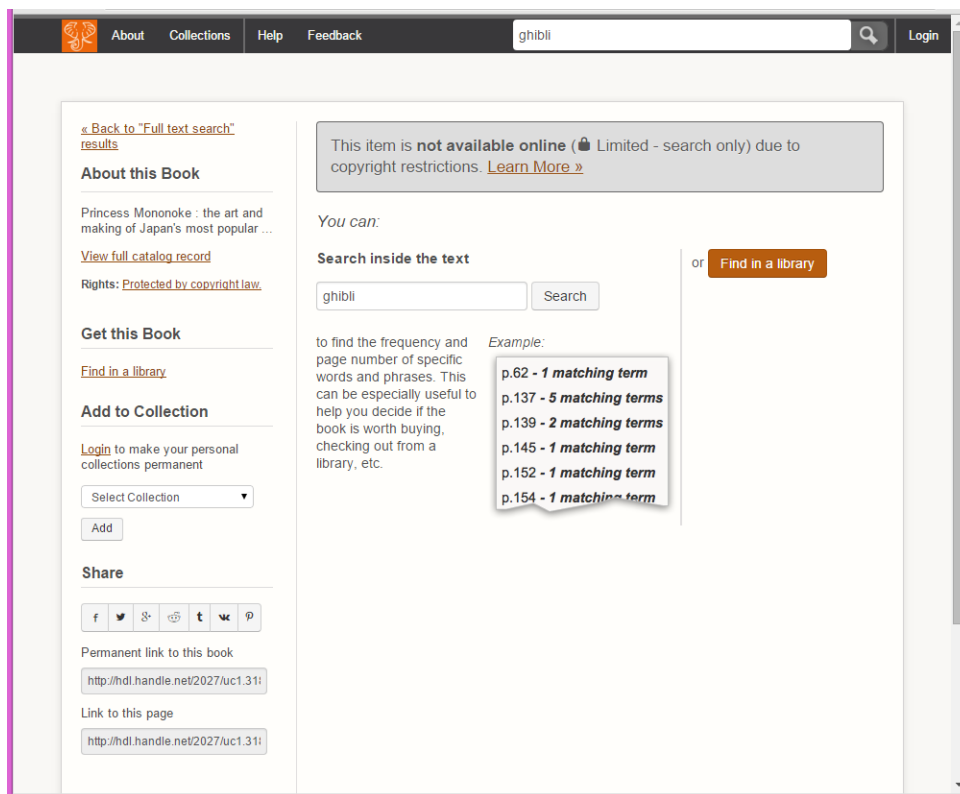 About Collections Help Feedback ghibli Login
« Back to "Full text search"
results
About this Book
Princess Mononoke : the art and
making of Japan's most popular ...
View full catalog record
Rights: Protected by copyright law.
Get this Book
Find in a library
Add to Collection
Login to make your personal
collections permanent
Select Collection
Add
Share
Permanent link to this book
http://hdl.handle.net/2027/uc1.31
Link to this page
http://hdl.handle.net/2027/uc1.31
This item is not available online ( Limited - search only) due to
copyright restrictions. Learn More »
You can:
Search inside the text
ghibli Search
to find the frequency and
page number of specific
words and phrases. This
can be especially useful to
help you decide if the
book is worth buying,
checking out from a
library, etc.
Example:
p.62 - 1 matching term
p.137 - 5 matching terms
p.139 - 2 matching terms
p.145 - 1 matching term
p.152 - 1 matching term
p.154 - 1 matching term
or Find in a library